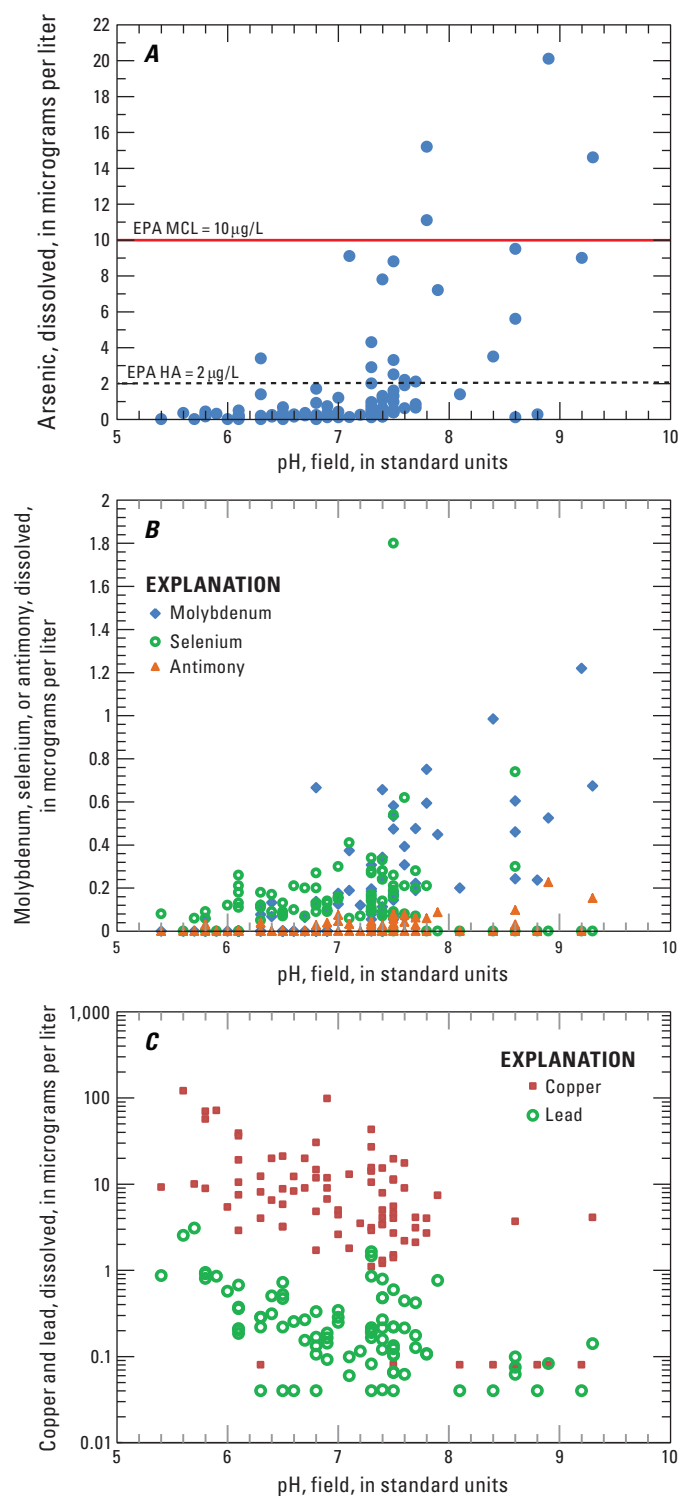 A
Arsenic, dissolved, in micrograms per liter
22
20
18
16
14
12
10
8
6
4
2
0
EPA MCL = 10 µg/L
EPA HA = 2 µg/L
5 6 7 8 9 10
pH, field, in standard units
B
Molybdenum, selenium, or antimony, dissolved,
in mcrograms per liter
2
1.8
1.6
1.4
1.2
1
0.8
0.6
0.4
0.2
0
EXPLANATION
Molybdenum
Selenium
Antimony
5 6 7 8 9 10
pH, field, in standard units
C
Copper and lead, dissolved, in micrograms per liter
1,000
100
10
1
0.1
0.01
EXPLANATION
Copper
Lead
5 6 7 8 9 10
pH, field, in standard units